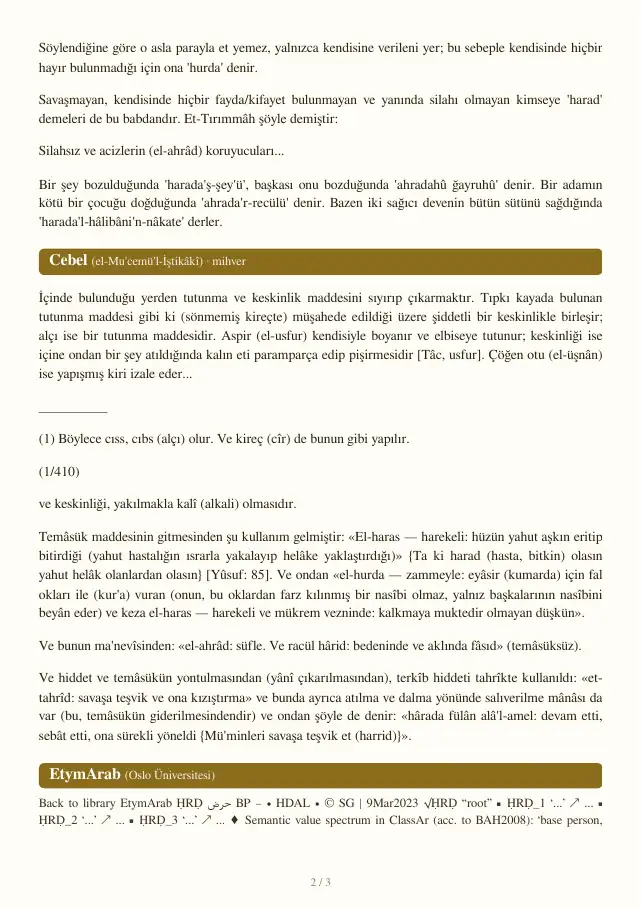 Söylendiğine göre o asla parayla et yemez, yalnızca kendisine verileni yer; bu sebeple kendisinde hiçbir
hayır bulunmadığı için ona 'hurda' denir.
Savaşmayan, kendisinde hiçbir fayda/kifayet bulunmayan ve yanında silahı olmayan kimseye 'harad'
demeleri de bu babdandır. Et-Tırımmâh şöyle demiştir:
Silahsız ve acizlerin (el-ahrâd) koruyucuları...
Bir şey bozulduğunda 'harada'ş-şey'ü', başkası onu bozduğunda 'ahradahû ğayruhû' denir. Bir adamın
kötü bir çocuğu doğduğunda 'ahrada'r-recülü' denir. Bazen iki sağıcı devenin bütün sütünü sağdığında
'harada'l-hâlibâni'n-nâkate' derler.
Cebel (el-Mu'cemü'l-İştikâkî) · mihver
İçinde bulunduğu yerden tutunma ve keskinlik maddesini sıyırıp çıkarmaktır. Tıpkı kayada bulunan
tutunma maddesi gibi ki (sönmemiş kireçte) müşahede edildiği üzere şiddetli bir keskinlikle birleşir;
alçı ise bir tutunma maddesidir. Aspir (el-usfur) kendisiyle boyanır ve elbiseye tutunur; keskinliği ise
içine ondan bir şey atıldığında kalın eti paramparça edip pişirmesidir [Tâc, usfur]. Çöğen otu (el-üşnân)
ise yapışmış kiri izale eder...
(1) Böylece cıss, cıbs (alçı) olur. Ve kireç (cîr) de bunun gibi yapılır.
(1/410)
ve keskinliği, yakılmakla kalî (alkali) olmasıdır.
Temâsük maddesinin gitmesinden şu kullanım gelmiştir: «El-haras — harekeli: hüzün yahut aşkın eritip
bitirdiği (yahut hastalığın ısrarla yakalayıp helâke yaklaştırdığı)» {Ta ki harad (hasta, bitkin) olasın
yahut helâk olanlardan olasın} [Yûsuf: 85]. Ve ondan «el-hurda — zammeyle: eyâsir (kumarda) için fal
okları ile (kur'a) vuran (onun, bu oklardan farz kılınmış bir nasîbi olmaz, yalnız başkalarının nasîbini
beyân eder) ve keza el-haras — harekeli ve mükrem vezninde: kalkmaya muktedir olmayan düşkün».
Ve bunun ma'nevîsinden: «el-ahrâd: süfle. Ve racül hârid: bedeninde ve aklında fâsıd» (temâsüksüz).
Ve hiddet ve temâsükün yontulmasından (yânî çıkarılmasından), terkîb hiddeti tahrîkte kullanıldı: «et-
tahrîd: savaşa teşvik ve ona kızıştırma» ve bunda ayrıca atılma ve dalma yönünde salıverilme mânâsı da
var (bu, temâsükün giderilmesindendir) ve ondan şöyle de denir: «hârada fülân alâ'l-amel: devam etti,
sebât etti, ona sürekli yöneldi {Mü'minleri savaşa teşvik et (harrid)}».
EtymArab (Oslo Üniversitesi)
Back to library EtymArab ḤRḌ حرض BP – • HDAL • © SG | 9Mar2023 √ḤRḌ “root” ▪ ḤRḌ_1 ‘...’ ↗ ... ▪
ḤRḌ_2 ‘...’ ↗ ... ▪ ḤRḌ_3 ‘...’ ↗ ... ♦ Semantic value spectrum in ClassAr (acc. to BAH2008): ‘base person,
2 / 3